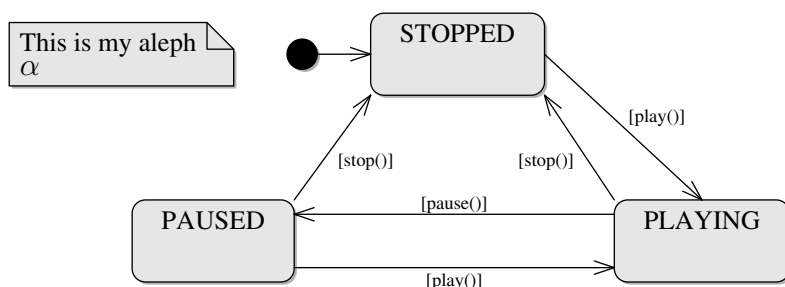 This is my aleph
α
STOPPED
[play()]
[stop()]
[stop()]
PAUSED
[pause()]
PLAYING
[play()]